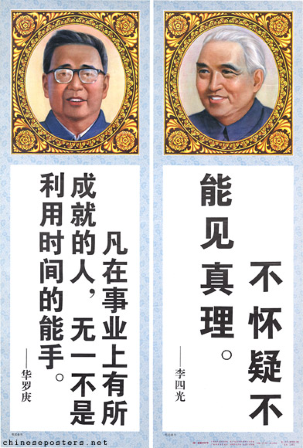 凡在事业上有所
成就的人，无一不是
利用时间的能手。
——华罗庚
不怀疑不
能见真理。
——李四光
chineseposters.net